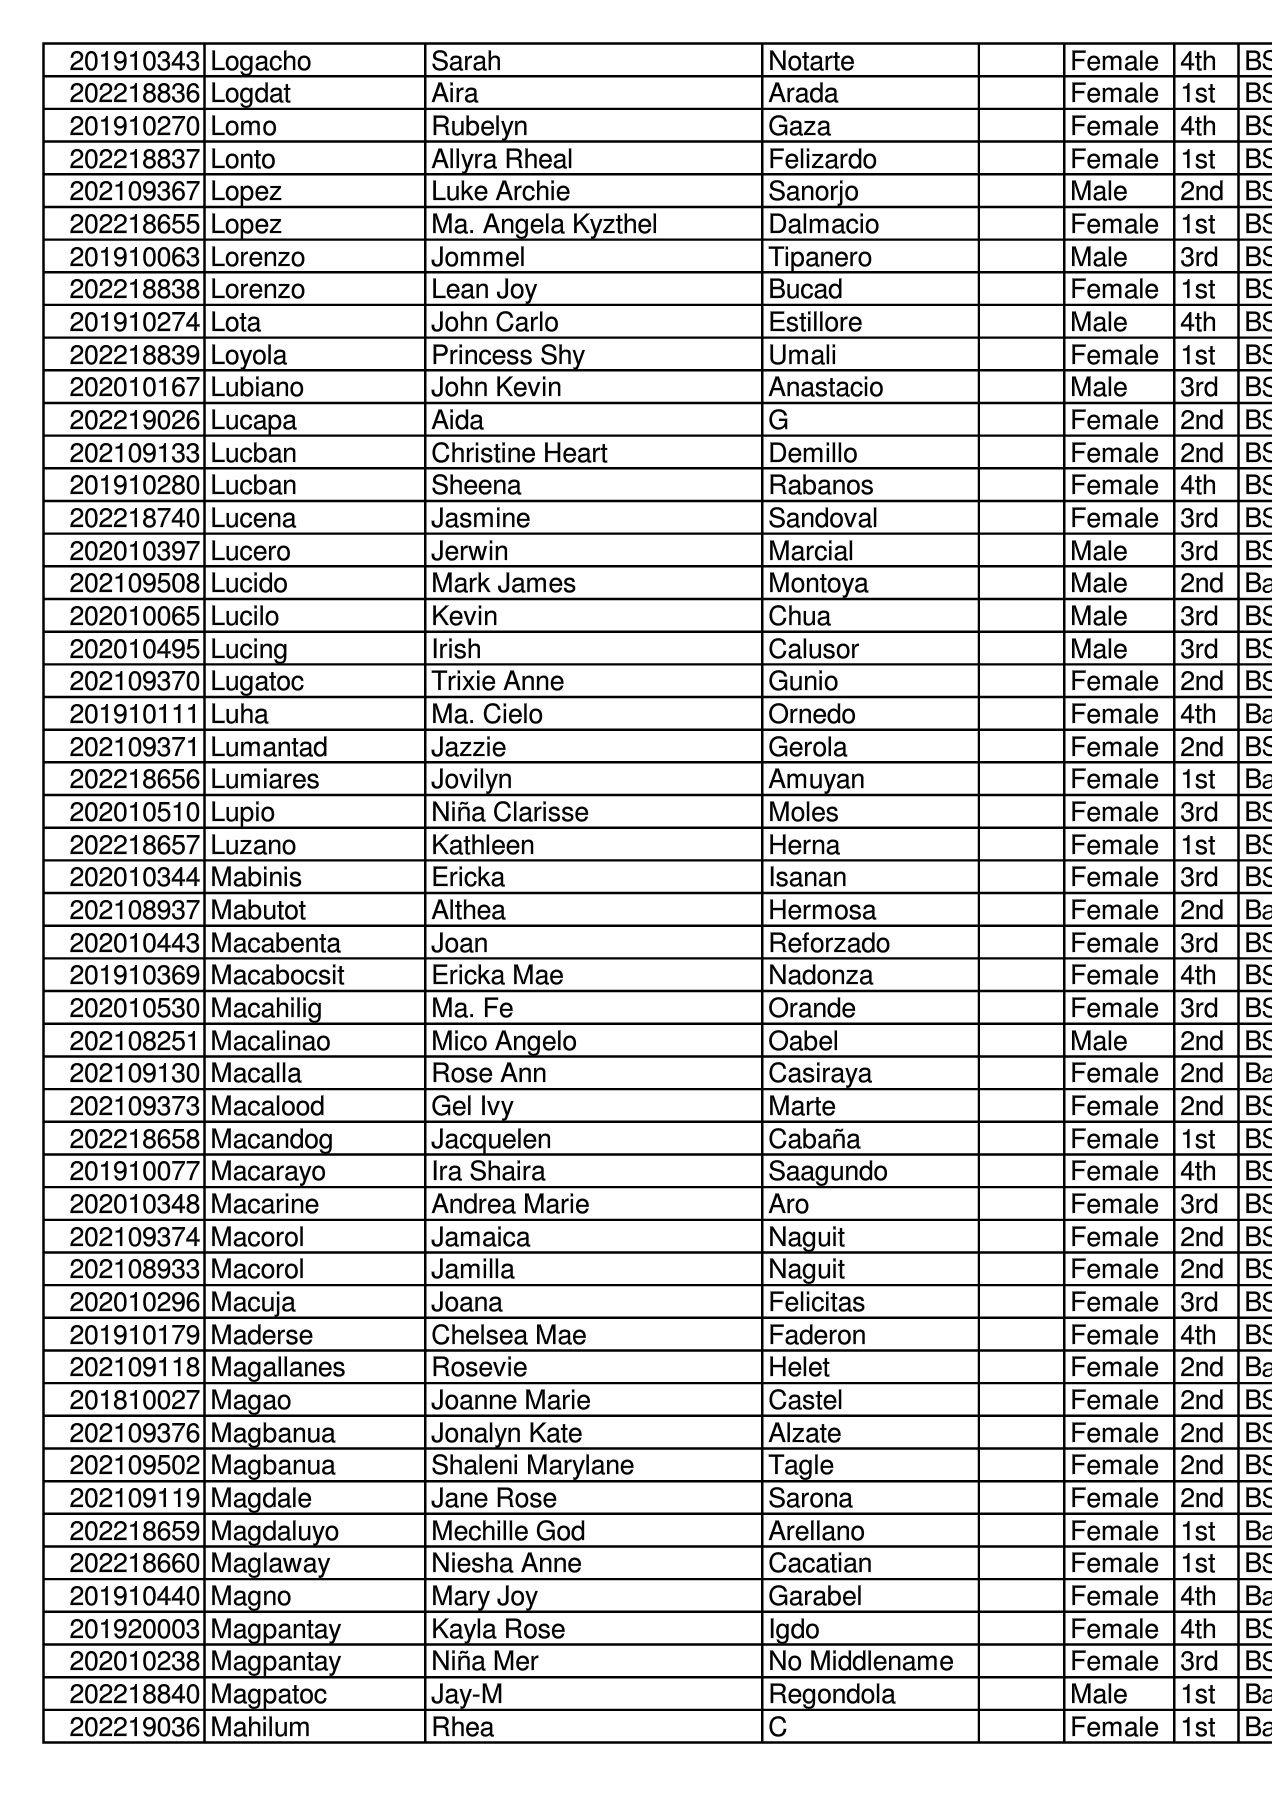 201910343 Logacho Sarah Notarte Female 4th BS
202218836 Logdat Aira Arada Female 1st BS
201910270 Lomo Rubelyn Gaza Female 4th BS
202218837 Lonto Allyra Rheal Felizardo Female 1st BS
202109367 Lopez Luke Archie Sanorjo Male 2nd BS
202218655 Lopez Ma. Angela Kyzthel Dalmacio Female 1st BS
201910063 Lorenzo Jommel Tipanero Male 3rd BS
202218838 Lorenzo Lean Joy Bucad Female 1st BS
201910274 Lota John Carlo Estillore Male 4th BS
202218839 Loyola Princess Shy Umali Female 1st BS
202010167 Lubiano John Kevin Anastacio Male 3rd BS
202219026 Lucapa Aida G Female 2nd BS
202109133 Lucban Christine Heart Demillo Female 2nd BS
201910280 Lucban Sheena Rabanos Female 4th BS
202218740 Lucena Jasmine Sandoval Female 3rd BS
202010397 Lucero Jerwin Marcial Male 3rd BS
202109508 Lucido Mark James Montoya Male 2nd Ba
202010065 Lucilo Kevin Chua Male 3rd BS
202010495 Lucing Irish Calusor Male 3rd BS
202109370 Lugatoc Trixie Anne Gunio Female 2nd BS
201910111 Luha Ma. Cielo Ornedo Female 4th Ba
202109371 Lumantad Jazzie Gerola Female 2nd BS
202218656 Lumiares Jovilyn Amuyan Female 1st Ba
202010510 Lupio Niña Clarisse Moles Female 3rd BS
202218657 Luzano Kathleen Herna Female 1st BS
202010344 Mabinis Ericka Isanan Female 3rd BS
202108937 Mabutot Althea Hermosa Female 2nd Ba
202010443 Macabenta Joan Reforzado Female 3rd BS
201910369 Macabocsit Ericka Mae Nadonza Female 4th BS
202010530 Macahilig Ma. Fe Orande Female 3rd BS
202108251 Macalinao Mico Angelo Oabel Male 2nd BS
202109130 Macalla Rose Ann Casiraya Female 2nd Ba
202109373 Macalood Gel Ivy Marte Female 2nd BS
202218658 Macandog Jacquelen Cabaña Female 1st BS
201910077 Macarayo Ira Shaira Saagundo Female 4th BS
202010348 Macarine Andrea Marie Aro Female 3rd BS
202109374 Macorol Jamaica Naguit Female 2nd BS
202108933 Macorol Jamilla Naguit Female 2nd BS
202010296 Macuja Joana Felicitas Female 3rd BS
201910179 Maderse Chelsea Mae Faderon Female 4th BS
202109118 Magallanes Rosevie Helet Female 2nd Ba
201810027 Magao Joanne Marie Castel Female 2nd BS
202109376 Magbanua Jonalyn Kate Alzate Female 2nd BS
202109502 Magbanua Shaleni Marylane Tagle Female 2nd BS
202109119 Magdale Jane Rose Sarona Female 2nd BS
202218659 Magdaluyo Mechille God Arellano Female 1st Ba
202218660 Maglaway Niesha Anne Cacatian Female 1st BS
201910440 Magno Mary Joy Garabel Female 4th Ba
201920003 Magpantay Kayla Rose Igdo Female 4th BS
202010238 Magpantay Niña Mer No Middlename Female 3rd BS
202218840 Magpatoc Jay-M Regondola Male 1st Ba
202219036 Mahilum Rhea C Female 1st Ba